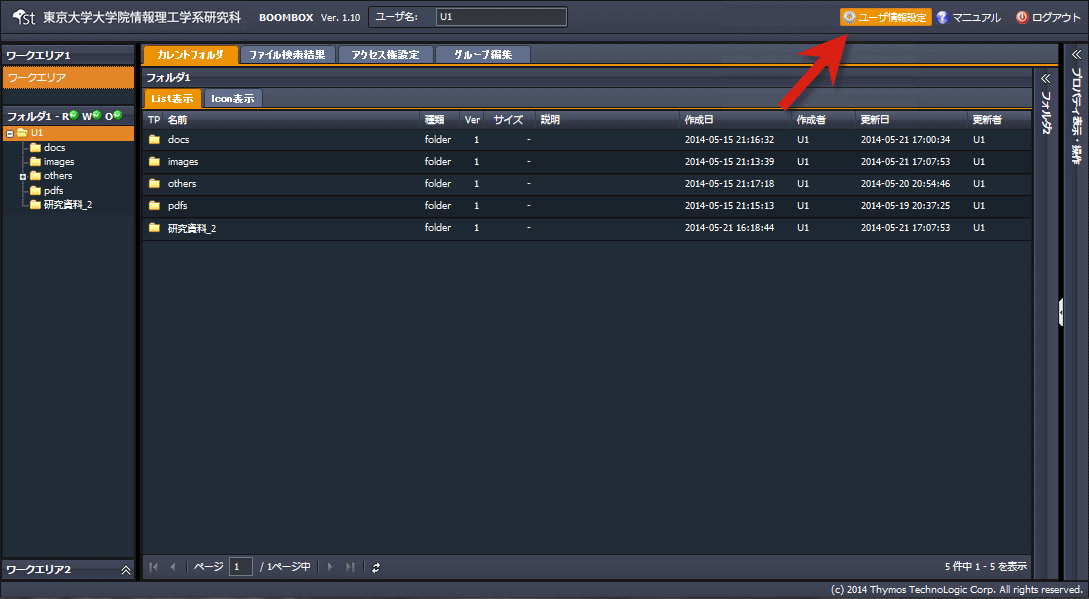 ist 東京大学大学院情報理工学系研究科 BOOMBOX Ver. 1.10 ユーザ名: U1 ユーザ情報設定 マニュアル ログアウト
ワークエリア1
ワークエリア
フォルダ1 - R W O
U1
docs
images
others
pdfs
研究資料_2
ワークエリア2
カレントフォルダ ファイル検索結果 アクセス権設定 グループ編集
フォルダ1
List表示 Icon表示
TP 名前 種類 Ver サイズ 説明 作成日 作成者 更新日 更新者
docs folder 1 - 2014-05-15 21:16:32 U1 2014-05-21 17:00:34 U1
images folder 1 - 2014-05-15 21:13:39 U1 2014-05-21 17:07:53 U1
others folder 1 - 2014-05-15 21:17:18 U1 2014-05-20 20:54:46 U1
pdfs folder 1 - 2014-05-15 21:15:13 U1 2014-05-19 20:37:25 U1
研究資料_2 folder 1 - 2014-05-21 16:18:44 U1 2014-05-21 17:07:53 U1
ページ 1 / 1ページ中 5 件中 1 - 5 を表示
フォルダ2
プロパティ表示・操作
(c) 2014 Thymos TechnoLogic Corp. All rights reserved.